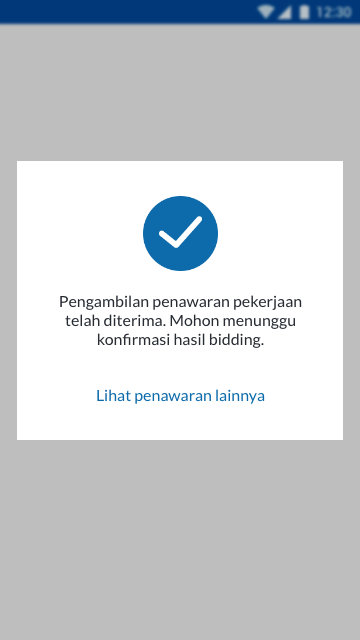 12:30
Pengambilan penawaran pekerjaan
telah diterima. Mohon menunggu
konfirmasi hasil bidding.
Lihat penawaran lainnya